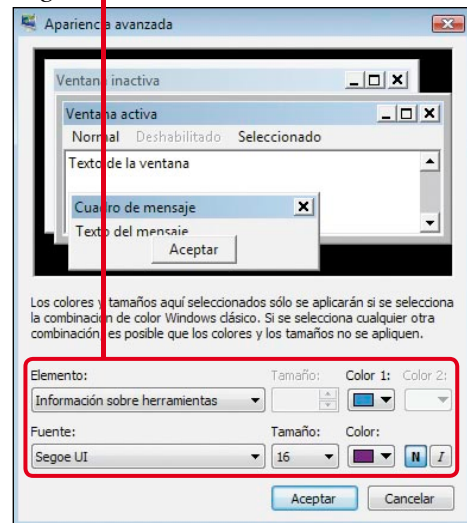 Apariencia avanzada
Ventana inactiva
Ventana activa
Normal Deshabilitado Seleccionado
Texto de la ventana
Cuadro de mensaje
Texto del mensaje
Aceptar
Los colores y tamaños aquí seleccionados sólo se aplicarán si se selecciona
la combinación de color Windows clásico. Si se selecciona cualquier otra
combinación, es posible que los colores y los tamaños no se apliquen.
Elemento: Tamaño: Color 1: Color 2:
Información sobre herramientas
Fuente: Tamaño: Color:
Segoe UI 16 N I
Aceptar Cancelar